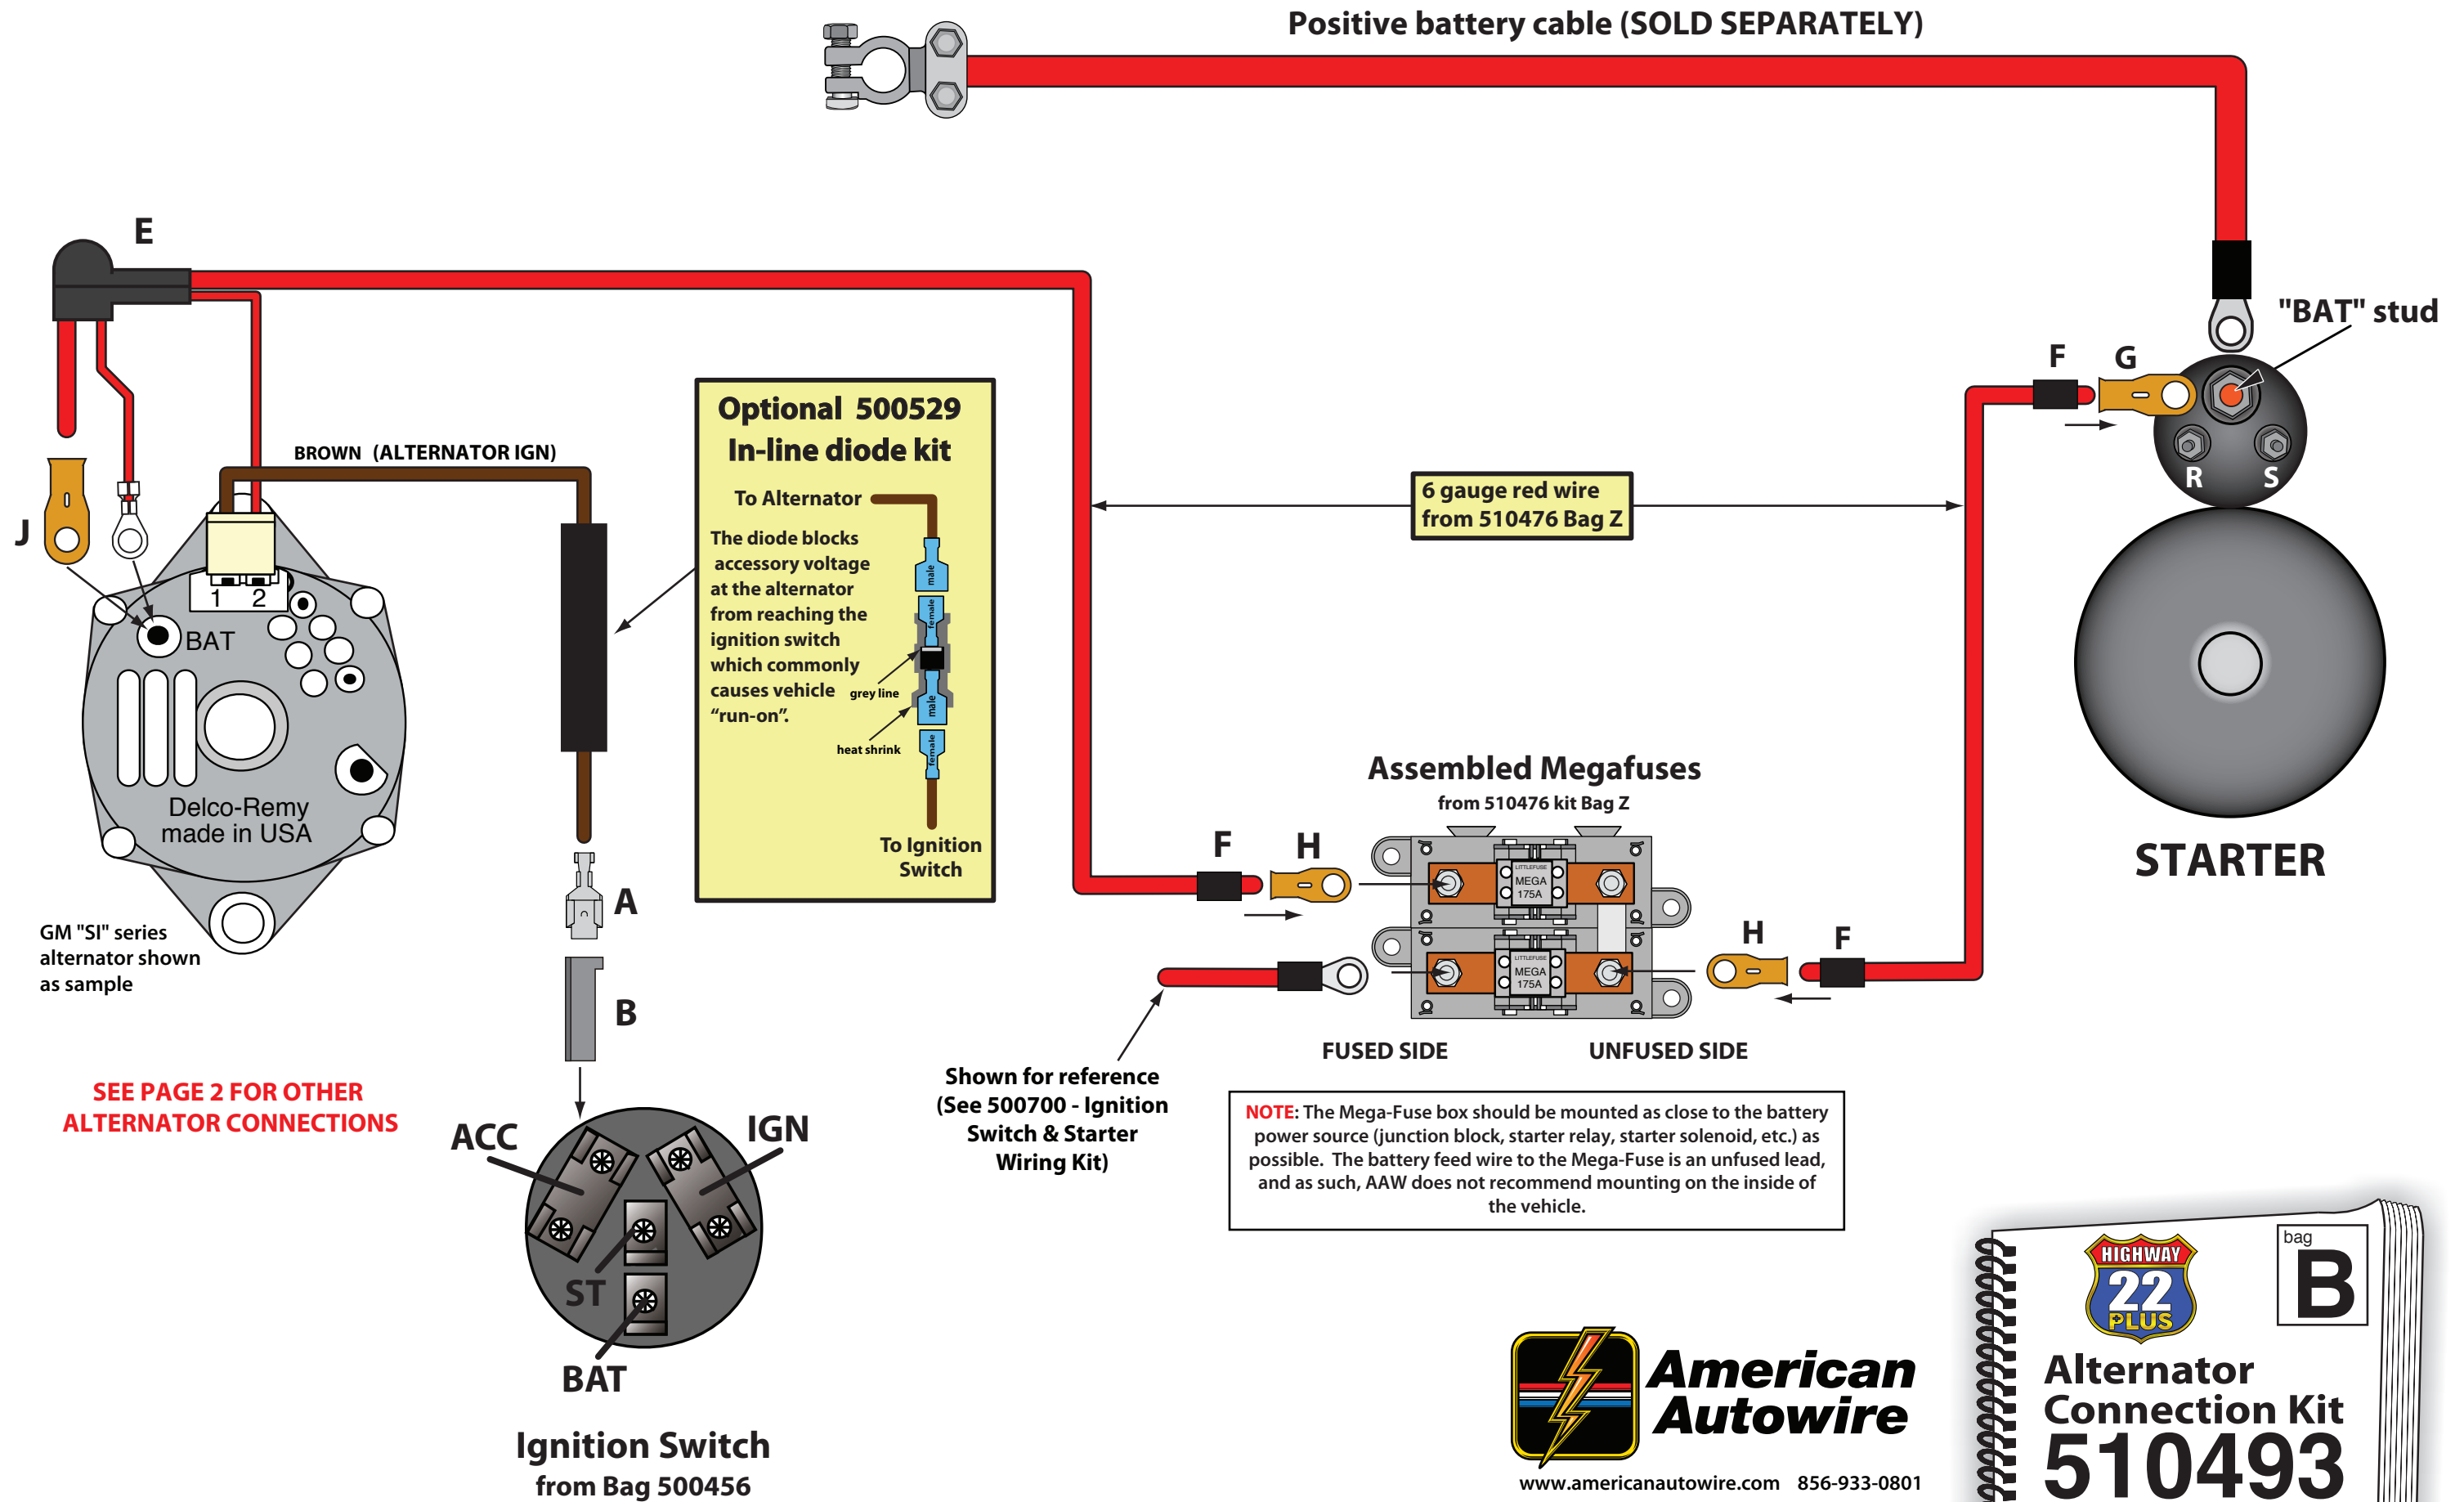 Positive battery cable (SOLD SEPARATELY)
E
"BAT" stud
F
G
R
S
STARTER
BROWN (ALTERNATOR IGN)
J
1
2
BAT
Delco-Remy
made in USA
GM "SI" series
alternator shown
as sample
SEE PAGE 2 FOR OTHER
ALTERNATOR CONNECTIONS
Optional 500529
In-line diode kit
To Alternator
The diode blocks
accessory voltage
at the alternator
from reaching the
ignition switch
which commonly
causes vehicle
“run-on”.
male
female
grey line
male
heat shrink
female
To Ignition
Switch
6 gauge red wire
from 510476 Bag Z
A
B
Assembled Megafuses
from 510476 kit Bag Z
F
H
LITTLEFUSE
MEGA
175A
LITTLEFUSE
MEGA
175A
H
F
FUSED SIDE
UNFUSED SIDE
Shown for reference
(See 500700 - Ignition
Switch & Starter
Wiring Kit)
NOTE: The Mega-Fuse box should be mounted as close to the battery
power source (junction block, starter relay, starter solenoid, etc.) as
possible. The battery feed wire to the Mega-Fuse is an unfused lead,
and as such, AAW does not recommend mounting on the inside of
the vehicle.
ACC
IGN
ST
BAT
Ignition Switch
from Bag 500456
American
Autowire
www.americanautowire.com 856-933-0801
HIGHWAY
22
PLUS
bag
B
Alternator
Connection Kit
510493